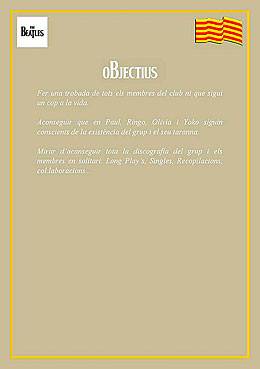 THE
BEATLES
oBjectius
Fer una trobada de tots els membres del club ni que sigui
un cop a la vida.
Aconseguir que en Paul, Ringo, Olivia i Yoko siguin
conscients de la existència del grup i el seu taranna.
Mirar d'aconseguir tota la discografia del grup i els
membres en solitari. Long Play's, Singles, Recopilacions,
col.laboracions...